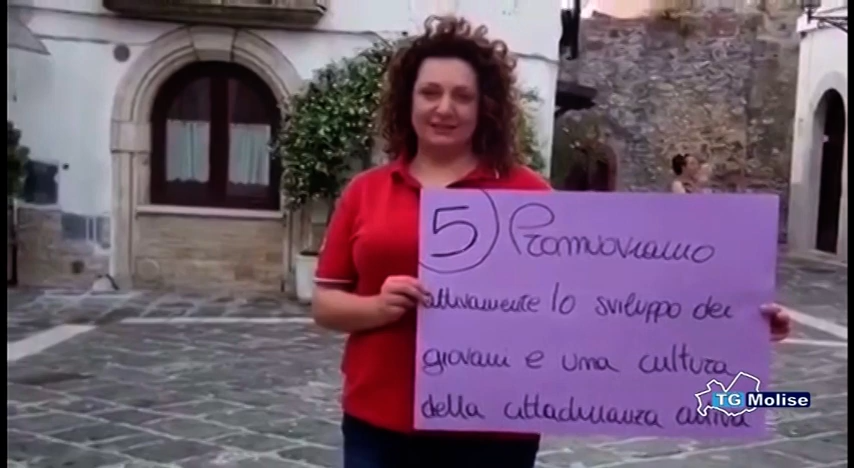 5) Promuoviamo
attivamente lo sviluppo dei
giovani e una cultura
della cittadinanza attiva
TG Molise